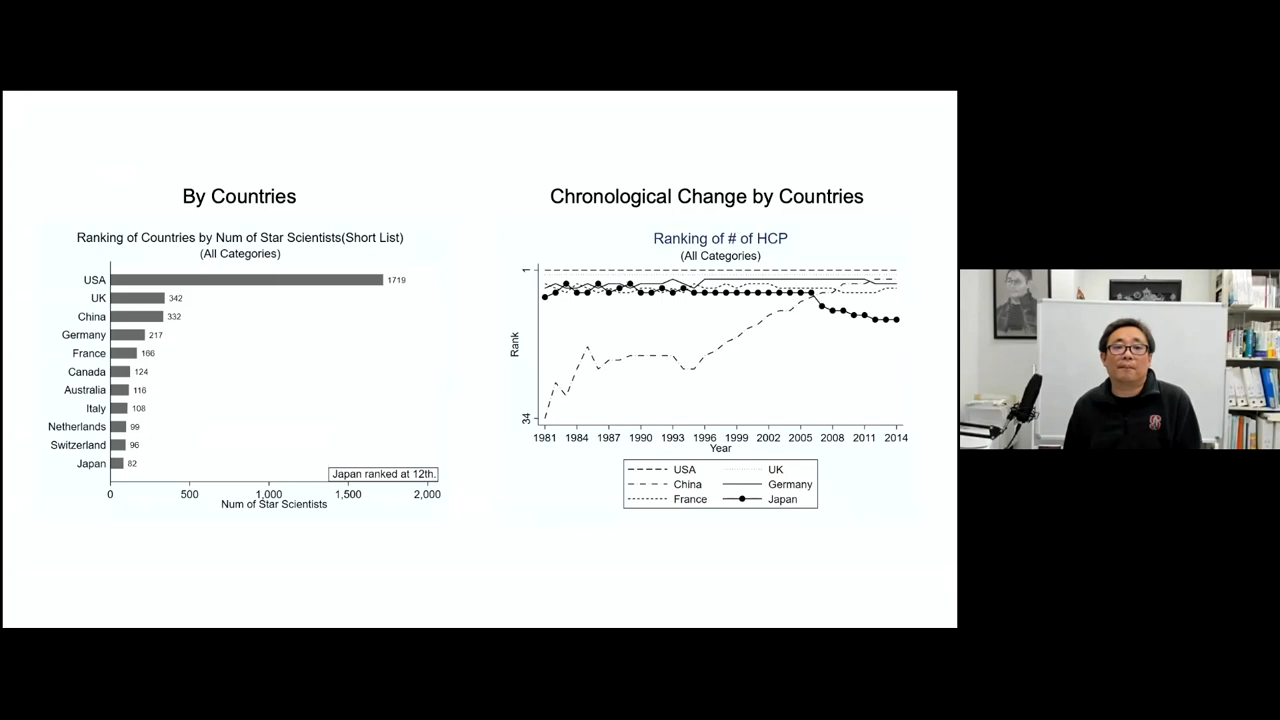 By Countries
Ranking of Countries by Num of Star Scientists(Short List)
(All Categories)
USA 1719
UK 342
China 332
Germany 217
France 166
Canada 124
Australia 116
Italy 108
Netherlands 99
Switzerland 96
Japan 82
Japan ranked at 12th.
0 500 1,000 1,500 2,000
Num of Star Scientists
Chronological Change by Countries
Ranking of # of HCP
(All Categories)
1
Rank
34
1981 1984 1987 1990 1993 1996 1999 2002 2005 2008 2011 2014
Year
USA UK
China Germany
France Japan